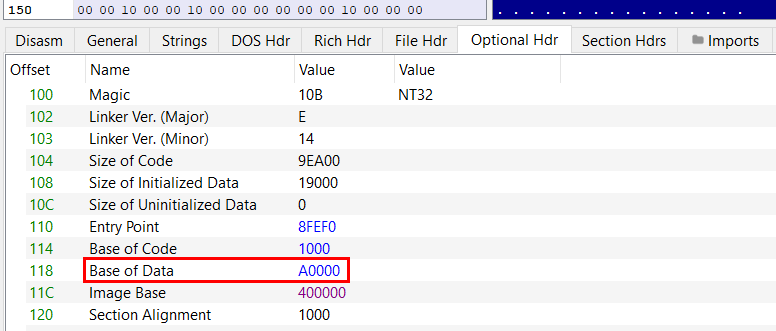 150 00 00 10 00 00 10 00 00 00 00 00 10 00 00 00 . . . . . . . . . . . . . . . .
Disasm General Strings DOS Hdr Rich Hdr File Hdr Optional Hdr Section Hdrs Imports
Offset Name Value Value
100 Magic 10B NT32
102 Linker Ver. (Major) E
103 Linker Ver. (Minor) 14
104 Size of Code 9EA00
108 Size of Initialized Data 19000
10C Size of Uninitialized Data 0
110 Entry Point 8FEF0
114 Base of Code 1000
118 Base of Data A0000
11C Image Base 400000
120 Section Alignment 1000